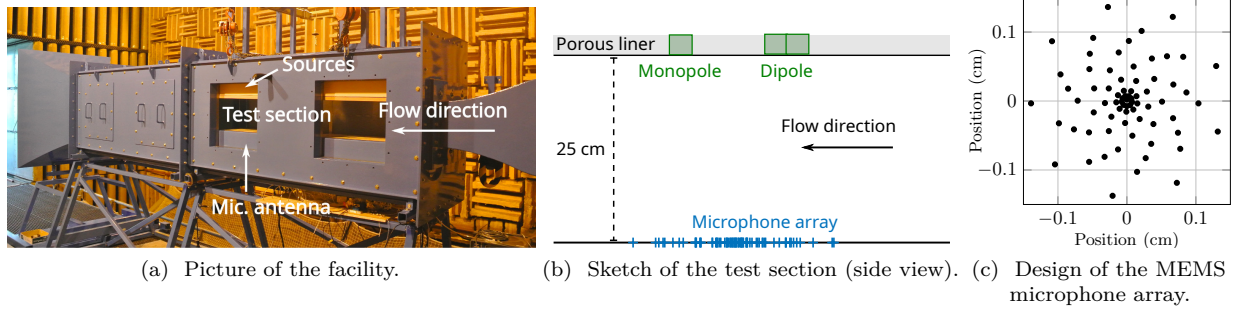 Sources
Test section
Flow direction
Mic. antenna
(a) Picture of the facility.
Porous liner
Monopole
Dipole
Flow direction
25 cm
Microphone array
(b) Sketch of the test section (side view).
0.1
0
−0.1
Position (cm)
−0.1
0
0.1
Position (cm)
(c) Design of the MEMS
microphone array.